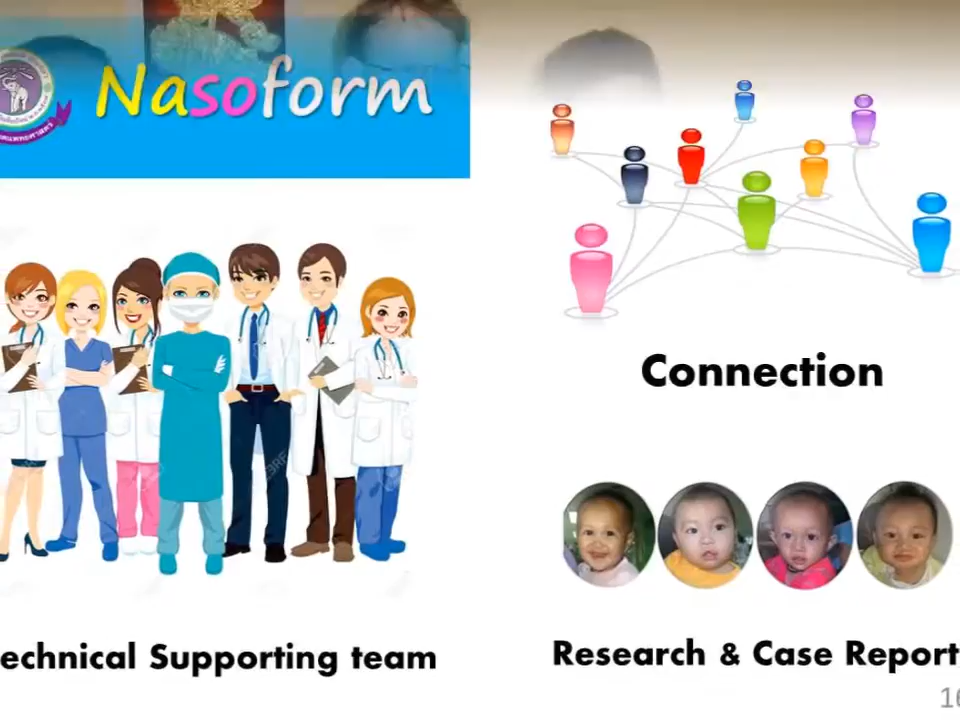 Nasoform
Connection
echnical Supporting team
Research & Case Report
16